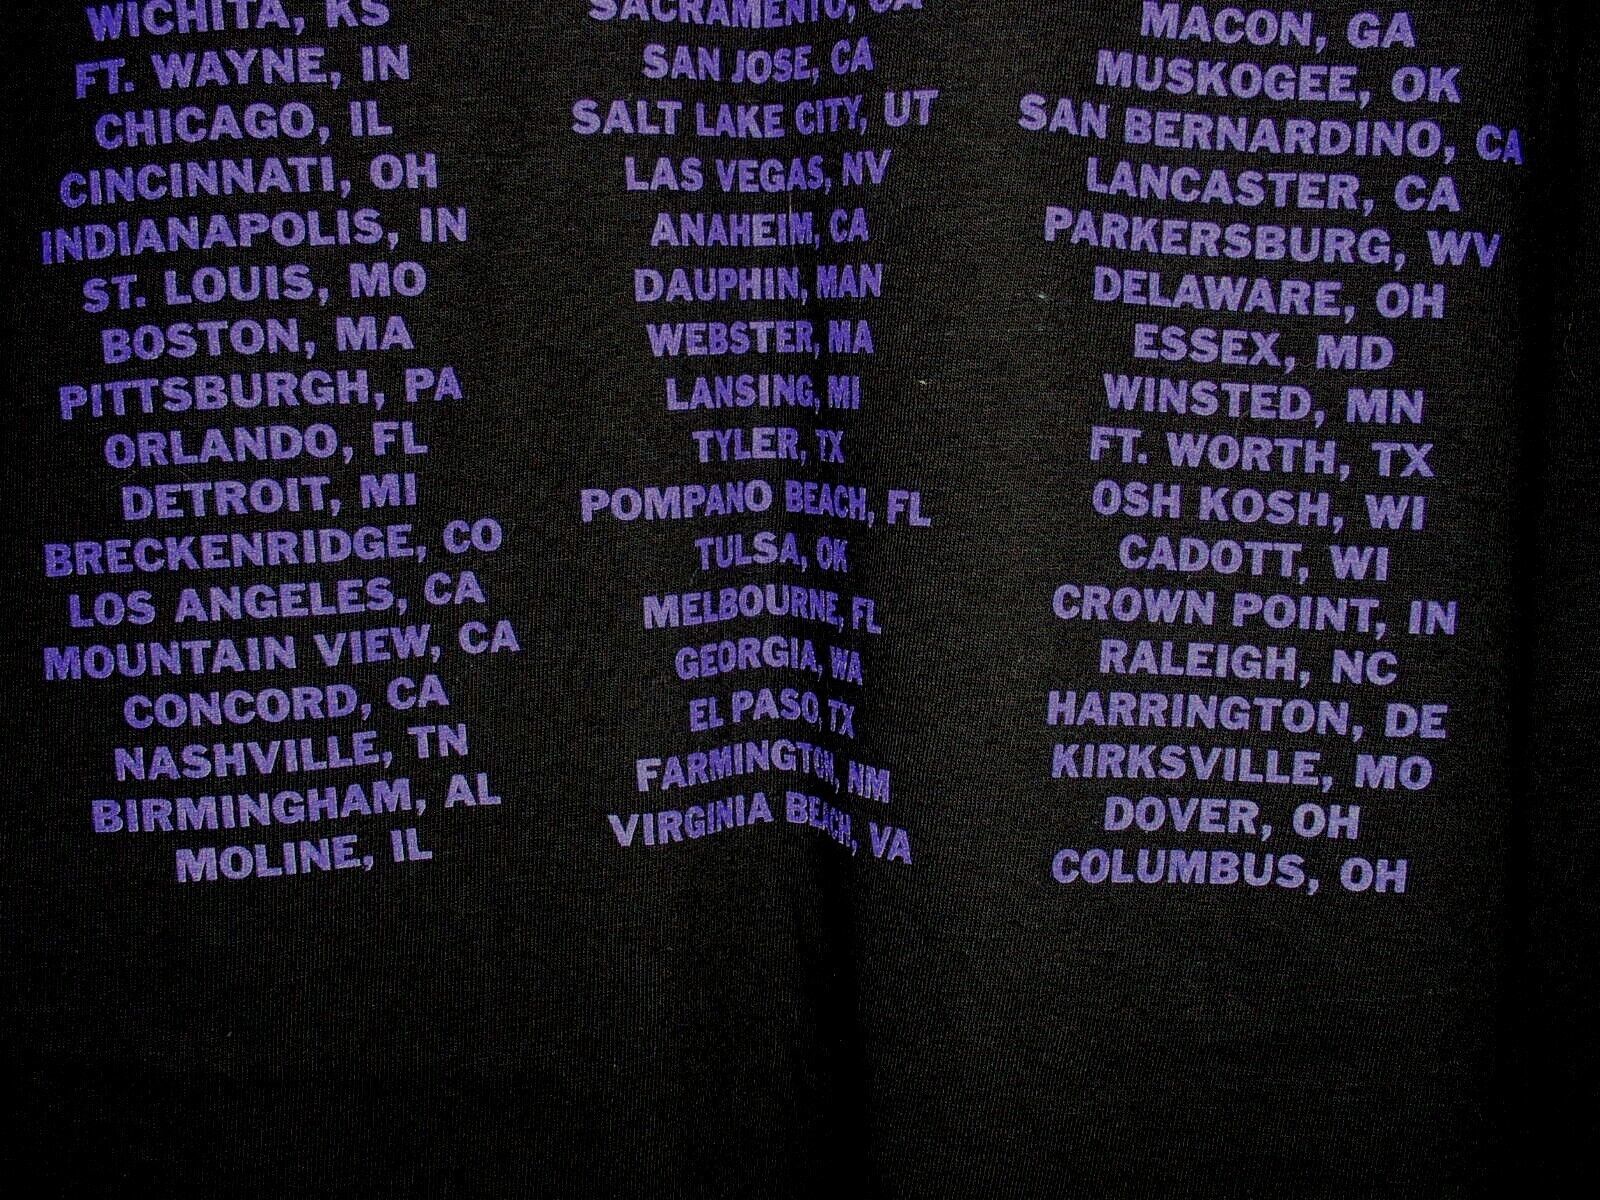 WICHITA, KS
FT. WAYNE, IN
CHICAGO, IL
CINCINNATI, OH
INDIANAPOLIS, IN
ST. LOUIS, MO
BOSTON, MA
PITTSBURGH, PA
ORLANDO, FL
DETROIT, MI
BRECKENRIDGE, CO
LOS ANGELES, CA
MOUNTAIN VIEW, CA
CONCORD, CA
NASHVILLE, TN
BIRMINGHAM, AL
MOLINE, IL
SACRAMENTO, CA
SAN JOSE, CA
SALT LAKE CITY, UT
LAS VEGAS, NV
ANAHEIM, CA
DAUPHIN, MAN
WEBSTER, MA
LANSING, MI
TYLER, TX
POMPANO BEACH, FL
TULSA, OK
MELBOURNE, FL
GEORGIA, WA
EL PASO, TX
FARMINGTON, NM
VIRGINIA BEACH, VA
MACON, GA
MUSKOGEE, OK
SAN BERNARDINO, CA
LANCASTER, CA
PARKERSBURG, WV
DELAWARE, OH
ESSEX, MD
WINSTED, MN
FT. WORTH, TX
OSH KOSH, WI
CADOTT, WI
CROWN POINT, IN
RALEIGH, NC
HARRINGTON, DE
KIRKSVILLE, MO
DOVER, OH
COLUMBUS, OH